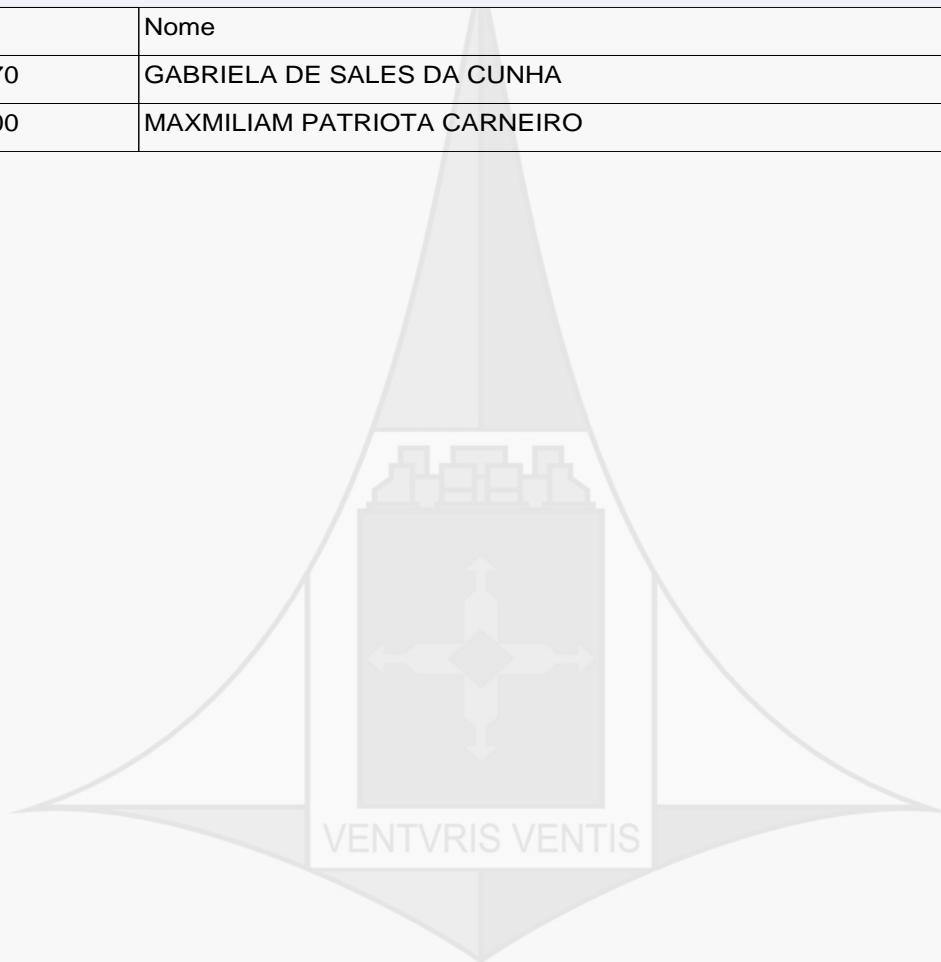 Nome
70 GABRIELA DE SALES DA CUNHA
00 MAXMILIAM PATRIOTA CARNEIRO
VENTVRIS VENTIS